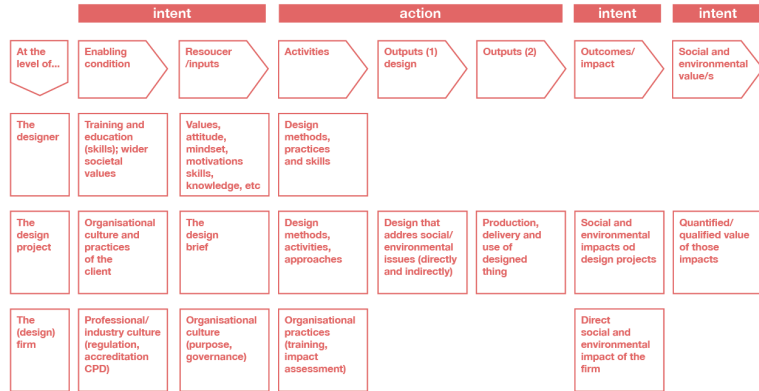 intent
action
intent
intent
At the
level of...
Enabling
condition
Resoucer
/inputs
Activities
Outputs (1)
design
Outputs (2)
Outcomes/
impact
Social and
environmental
value/s
The
designer
Training and
education
(skills); wider
societal
values
Values,
attitude,
mindset,
motivations
skills,
knowledge, etc
Design
methods,
practices
and skills
The
design
project
Organisational
culture and
practices
of the
client
The
design
brief
Design
methods,
activities,
approaches
Design that
addres social/
environmental
issues (directly
and indirectly)
Production,
delivery and
use of
designed
thing
Social and
environmental
impacts od
design projects
Quantified/
qualified value
of those
impacts
The
(design)
firm
Professional/
industry culture
(regulation,
accreditation
CPD)
Organisational
culture
(purpose,
governance)
Organisational
practices
(training,
impact
assessment)
Direct
social and
environmental
impact of the
firm